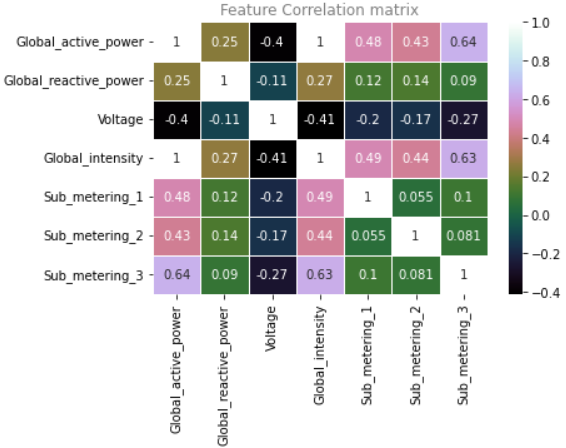 Feature Correlation matrix
Global_active_power 1 0.25 -0.4 1 0.48 0.43 0.64
Global_reactive_power 0.25 1 -0.11 0.27 0.12 0.14 0.09
Voltage -0.4 -0.11 1 -0.41 -0.2 -0.17 -0.27
Global_intensity 1 0.27 -0.41 1 0.49 0.44 0.63
Sub_metering_1 0.48 0.12 -0.2 0.49 1 0.055 0.1
Sub_metering_2 0.43 0.14 -0.17 0.44 0.055 1 0.081
Sub_metering_3 0.64 0.09 -0.27 0.63 0.1 0.081 1
Global_active_power
Global_reactive_power
Voltage
Global_intensity
Sub_metering_1
Sub_metering_2
Sub_metering_3
1.0
0.8
0.6
0.4
0.2
0.0
-0.2
-0.4